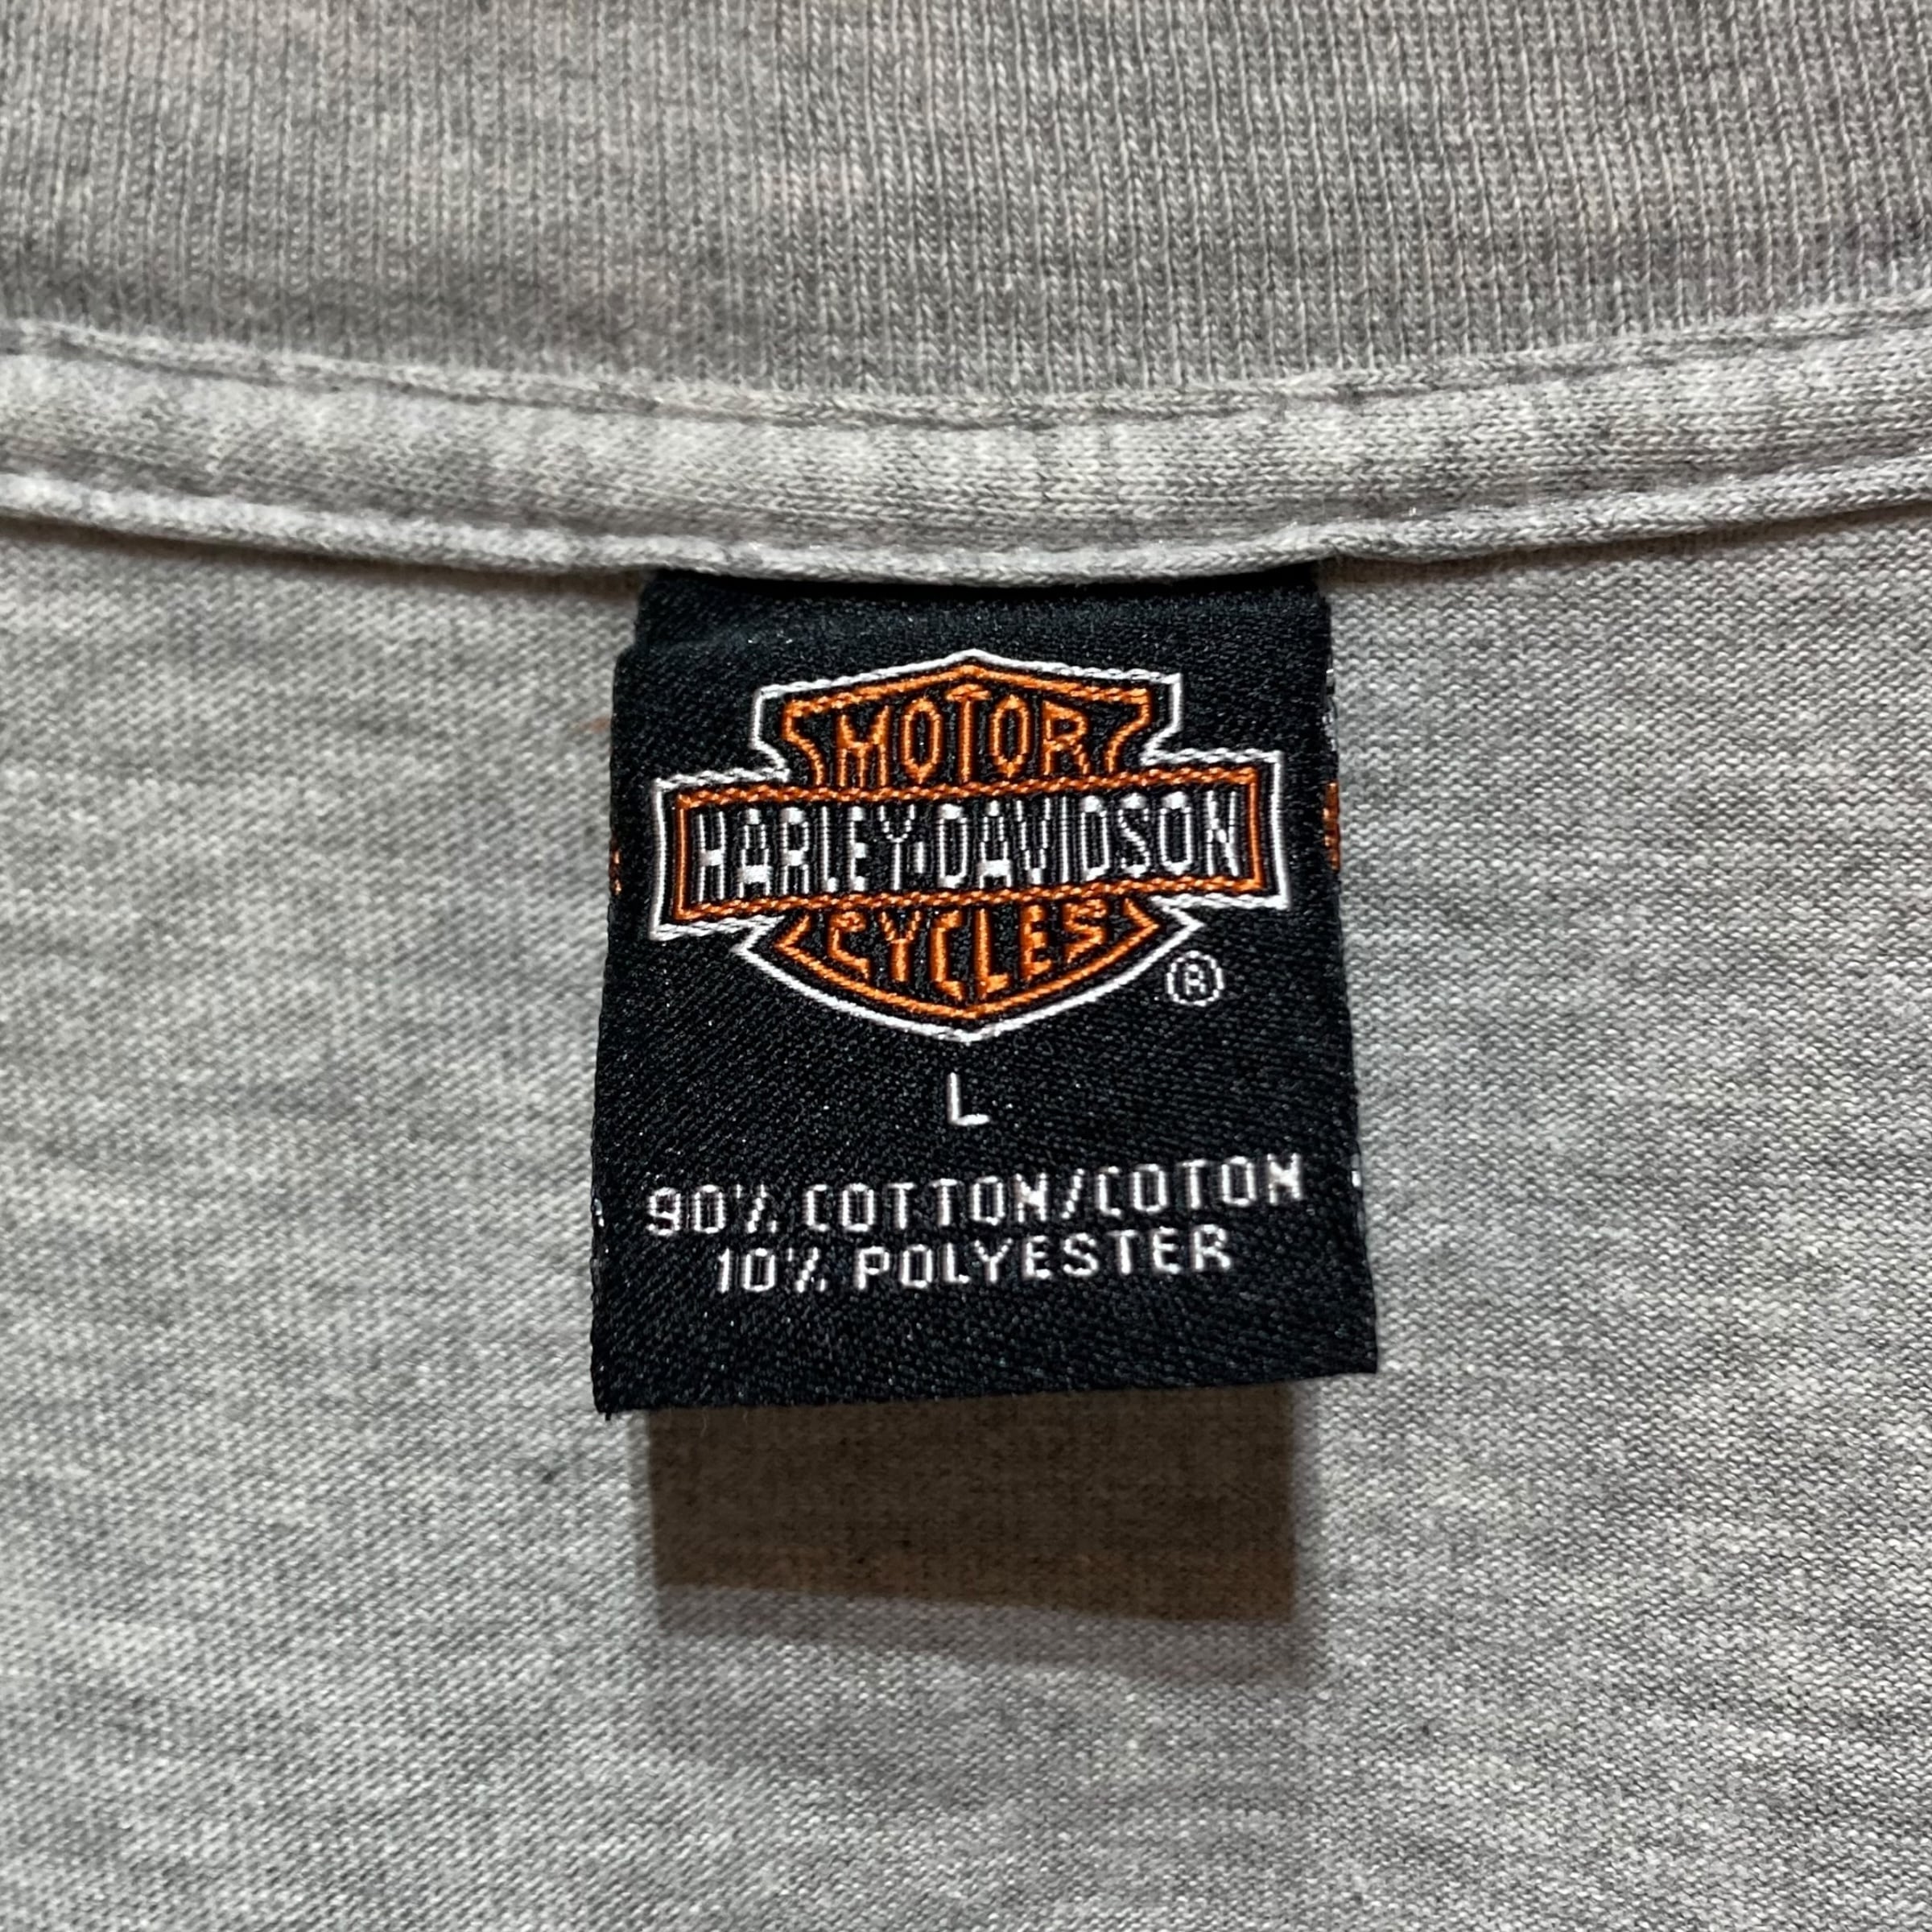 MOTOR
HARLEY-DAVIDSON
CYCLES
®
L
90% COTTON/COTON
10% POLYESTER